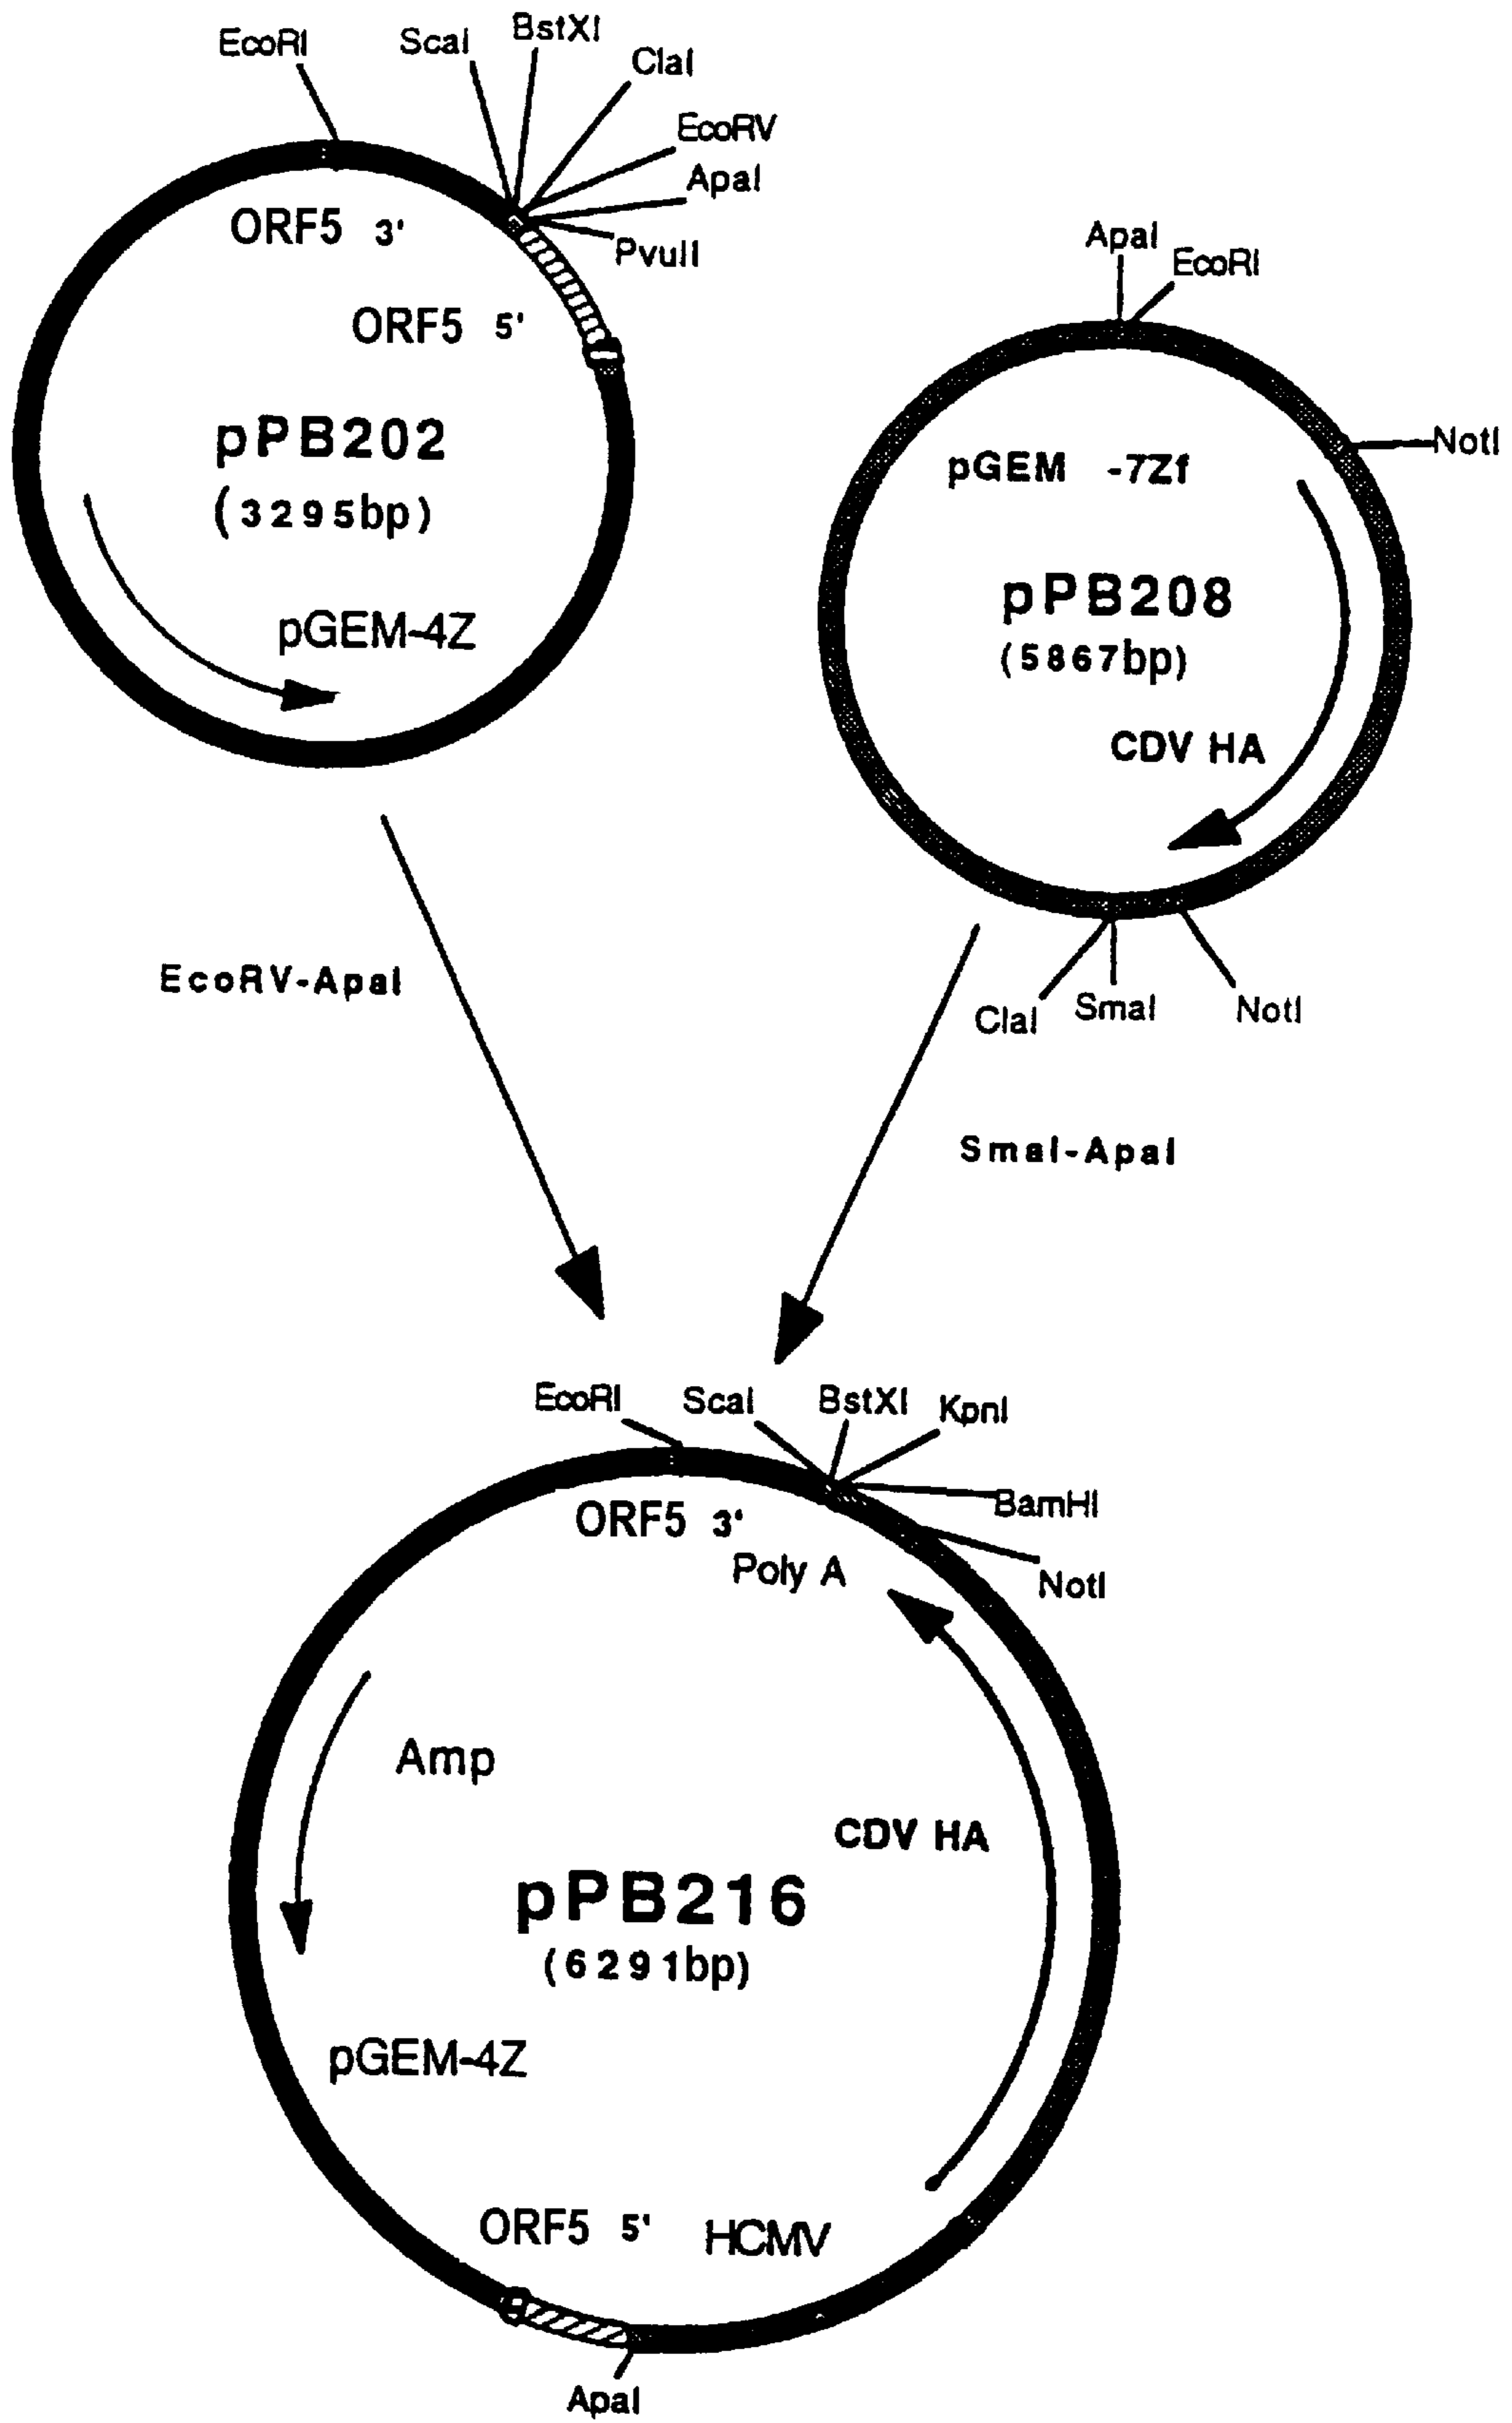 EcoRI
ScaI
BstXI
ClaI
EcoRV
ApaI
PvuII
ORF5 3'
ORF5 5'
pPB202
(3295bp)
pGEM-4Z
ApaI
EcoRI
NotI
pGEM -7Zf
pPB208
(5867bp)
CDV HA
ClaI
SmaI
NotI
EcoRV-ApaI
SmaI-ApaI
EcoRI
ScaI
BstXI
KpnI
BamHI
NotI
ORF5 3'
Poly A
Amp
CDV HA
pPB216
(6291bp)
pGEM-4Z
ORF5 5'
HCMV
ApaI